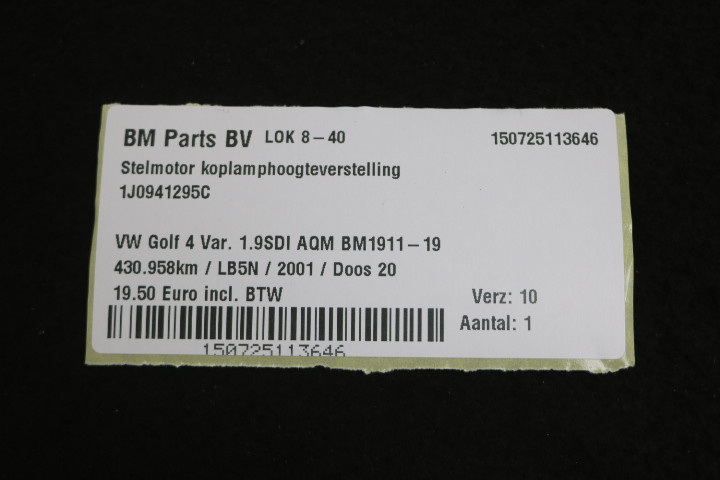 BM Parts BV LOK 8-40 150725113646
Stelmotor koplamphoogteverstelling
1J0941295C
VW Golf 4 Var. 1.9SDI AQM BM1911-19
430.958km / LB5N / 2001 / Doos 20
19.50 Euro incl. BTW Verz: 10
Aantal: 1
150725113646